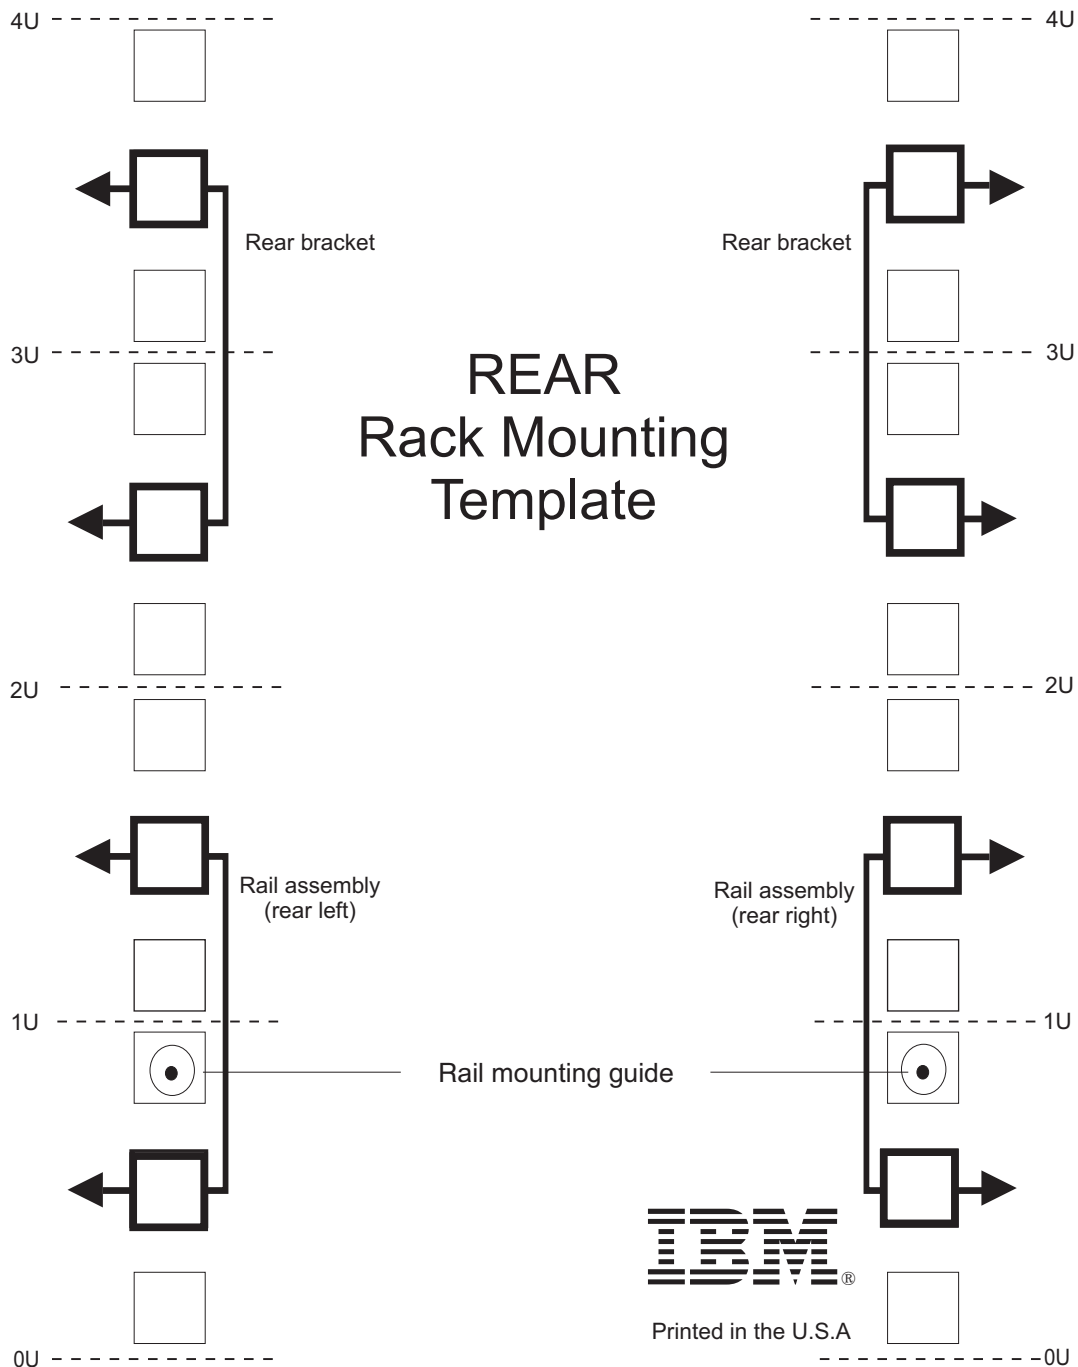 4U 4U
Rear bracket Rear bracket
3U 3U
REAR
Rack Mounting
Template
2U 2U
Rail assembly
(rear left)
Rail assembly
(rear right)
1U 1U
Rail mounting guide
IBM®
Printed in the U.S.A
0U 0U